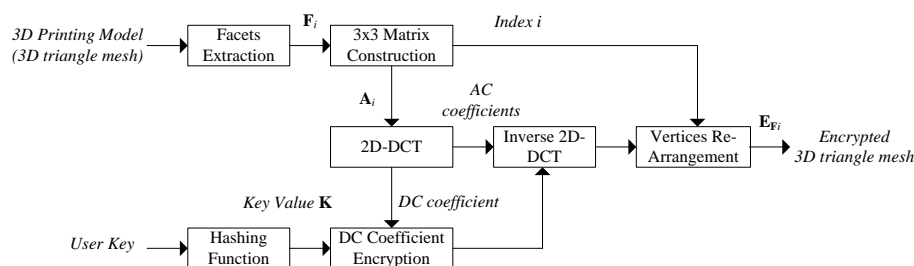 3D Printing Model
(3D triangle mesh)
Facets
Extraction
F_i
3x3 Matrix
Construction
Index i
A_i
AC
coefficients
2D-DCT
Inverse 2D-
DCT
Vertices Re-
Arrangement
E_Fi
Encrypted
3D triangle mesh
Key Value K
DC coefficient
User Key
Hashing
Function
DC Coefficient
Encryption